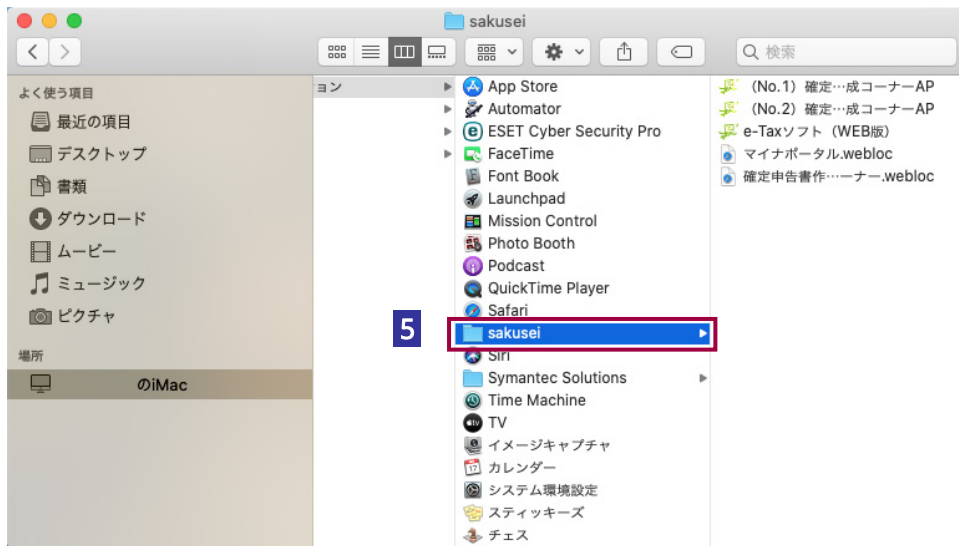 sakusei
検索
よく使う項目
最近の項目
デスクトップ
書類
ダウンロード
ムービー
ミュージック
ピクチャ
場所
のiMac
ョン
App Store
Automator
ESET Cyber Security Pro
FaceTime
Font Book
Launchpad
Mission Control
Photo Booth
Podcast
QuickTime Player
Safari
5
sakusei
Siri
Symantec Solutions
Time Machine
TV
イメージキャプチャ
カレンダー
システム環境設定
スティッキーズ
チェス
（No.1）確定…成コーナーAP
（No.2）確定…成コーナーAP
e-Taxソフト（WEB版）
マイナポータル.webloc
確定申告書作…ーナー.webloc